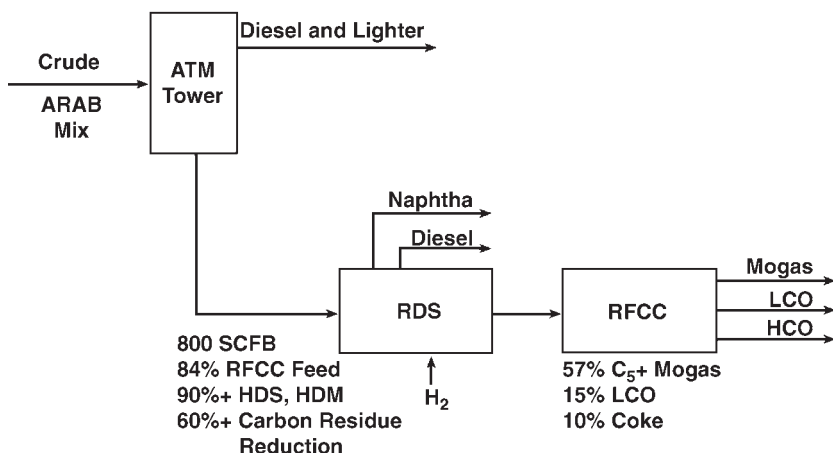 Diesel and Lighter
Crude
ATM
Tower
ARAB
Mix
Naphtha
Diesel
Mogas
RDS
RFCC
LCO
HCO
800 SCFB
84% RFCC Feed
90%+ HDS, HDM
60%+ Carbon Residue
Reduction
H₂
57% C₅+ Mogas
15% LCO
10% Coke